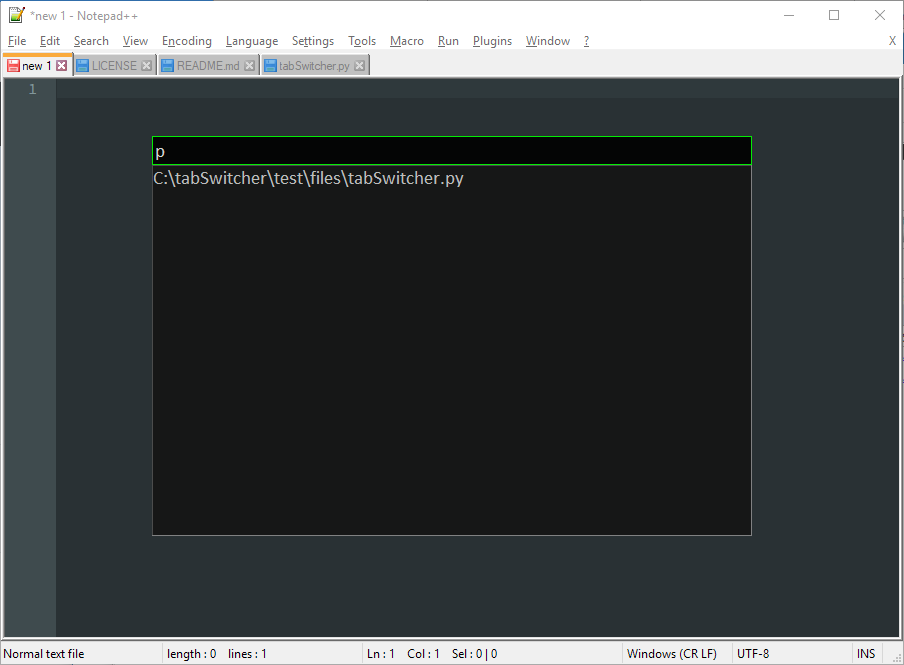 *new 1 - Notepad++
File Edit Search View Encoding Language Settings Tools Macro Run Plugins Window ? X
new 1 LICENSE README.md tabSwitcher.py
1
p
C:\tabSwitcher\test\files\tabSwitcher.py
Normal text file length : 0 lines : 1 Ln : 1 Col : 1 Sel : 0 | 0 Windows (CR LF) UTF-8 INS